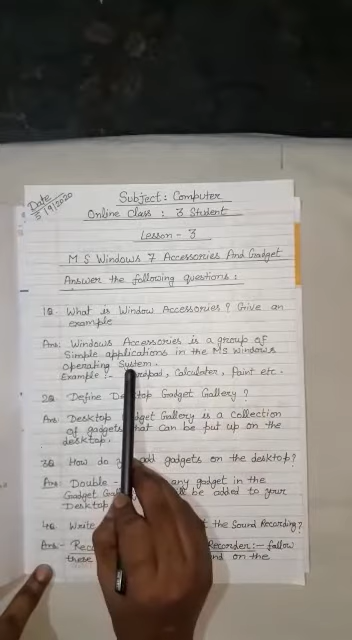 Date
5/9/2020
Subject: Computer
Online Class: 3 Student
Lesson - 3
M S Windows 7 Accessories And Gadget
Answer the following questions:
1Q. What is Window Accessories? Give an
example
Ans: Windows Accessories is a group of
Simple applications in the MS Windows
operating System.
Example :- pad, Calculater, Paint etc.
2Q Define Gadget Gallery?
Ans: Desktop Gallery is a collection
of gadgets that can be put up on the
desktop.
3Q How do add gadgets on the desktop?
Ans: Double - any gadget in the
Gadget be added to your
Desktop
4Q Write the Sound Recording?
Ans:- Recorder:- follow
these on the